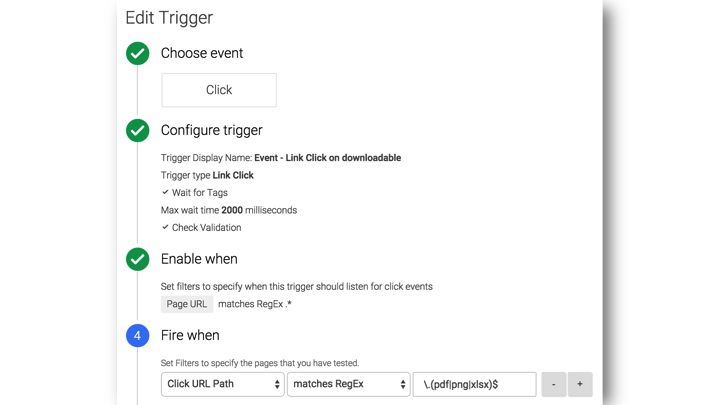 Edit Trigger
Choose event
Click
Configure trigger
Trigger Display Name: Event - Link Click on downloadable
Trigger type Link Click
Wait for Tags
Max wait time 2000 milliseconds
Check Validation
Enable when
Set filters to specify when this trigger should listen for click events
Page URL matches RegEx .*
4 Fire when
Set Filters to specify the pages that you have tested.
Click URL Path matches RegEx \.(pdf|png|xlsx)$ - +